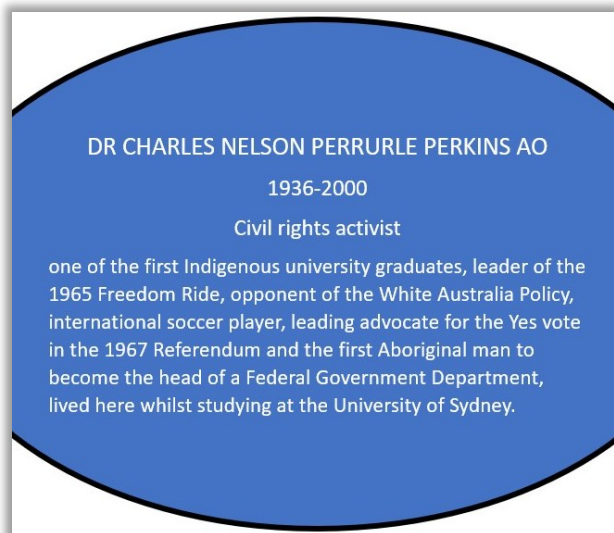 DR CHARLES NELSON PERRURLE PERKINS AO
1936-2000
Civil rights activist
one of the first Indigenous university graduates, leader of the
1965 Freedom Ride, opponent of the White Australia Policy,
international soccer player, leading advocate for the Yes vote
in the 1967 Referendum and the first Aboriginal man to
become the head of a Federal Government Department,
lived here whilst studying at the University of Sydney.